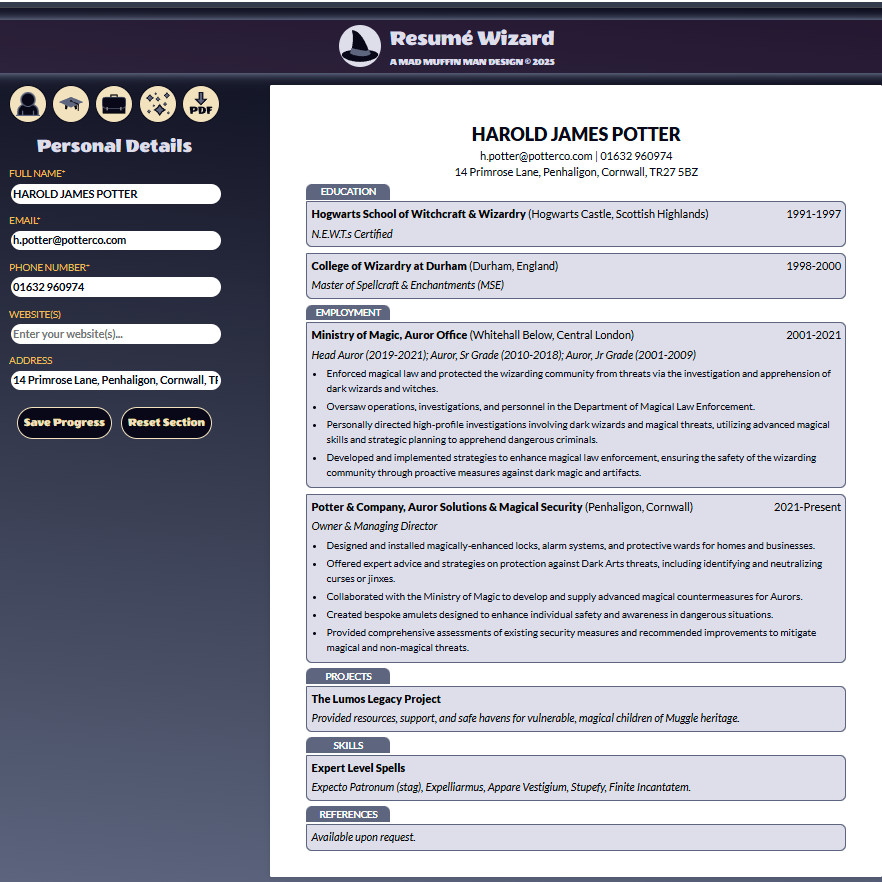 Resumé Wizard
A MAD MUFFIN MAN DESIGN © 2025
PDF
Personal Details
FULL NAME*
HAROLD JAMES POTTER
EMAIL*
h.potter@potterco.com
PHONE NUMBER*
01632 960974
WEBSITE(S)
Enter your website(s)...
ADDRESS
14 Primrose Lane, Penhaligon, Cornwall, TR
Save Progress
Reset Section
HAROLD JAMES POTTER
h.potter@potterco.com | 01632 960974
14 Primrose Lane, Penhaligon, Cornwall, TR27 5BZ
EDUCATION
Hogwarts School of Witchcraft & Wizardry (Hogwarts Castle, Scottish Highlands) 1991-1997
N.E.W.T.s Certified
College of Wizardry at Durham (Durham, England) 1998-2000
Master of Spellcraft & Enchantments (MSE)
EMPLOYMENT
Ministry of Magic, Auror Office (Whitehall Below, Central London) 2001-2021
Head Auror (2019-2021); Auror, Sr Grade (2010-2018); Auror, Jr Grade (2001-2009)
• Enforced magical law and protected the wizarding community from threats via the investigation and apprehension of
dark wizards and witches.
• Oversaw operations, investigations, and personnel in the Department of Magical Law Enforcement.
• Personally directed high-profile investigations involving dark wizards and magical threats, utilizing advanced magical
skills and strategic planning to apprehend dangerous criminals.
• Developed and implemented strategies to enhance magical law enforcement, ensuring the safety of the wizarding
community through proactive measures against dark magic and artifacts.
Potter & Company, Auror Solutions & Magical Security (Penhaligon, Cornwall) 2021-Present
Owner & Managing Director
• Designed and installed magically-enhanced locks, alarm systems, and protective wards for homes and businesses.
• Offered expert advice and strategies on protection against Dark Arts threats, including identifying and neutralizing
curses or jinxes.
• Collaborated with the Ministry of Magic to develop and supply advanced magical countermeasures for Aurors.
• Created bespoke amulets designed to enhance individual safety and awareness in dangerous situations.
• Provided comprehensive assessments of existing security measures and recommended improvements to mitigate
magical and non-magical threats.
PROJECTS
The Lumos Legacy Project
Provided resources, support, and safe havens for vulnerable, magical children of Muggle heritage.
SKILLS
Expert Level Spells
Expecto Patronum (stag), Expelliarmus, Appare Vestigium, Stupefy, Finite Incantatem.
REFERENCES
Available upon request.